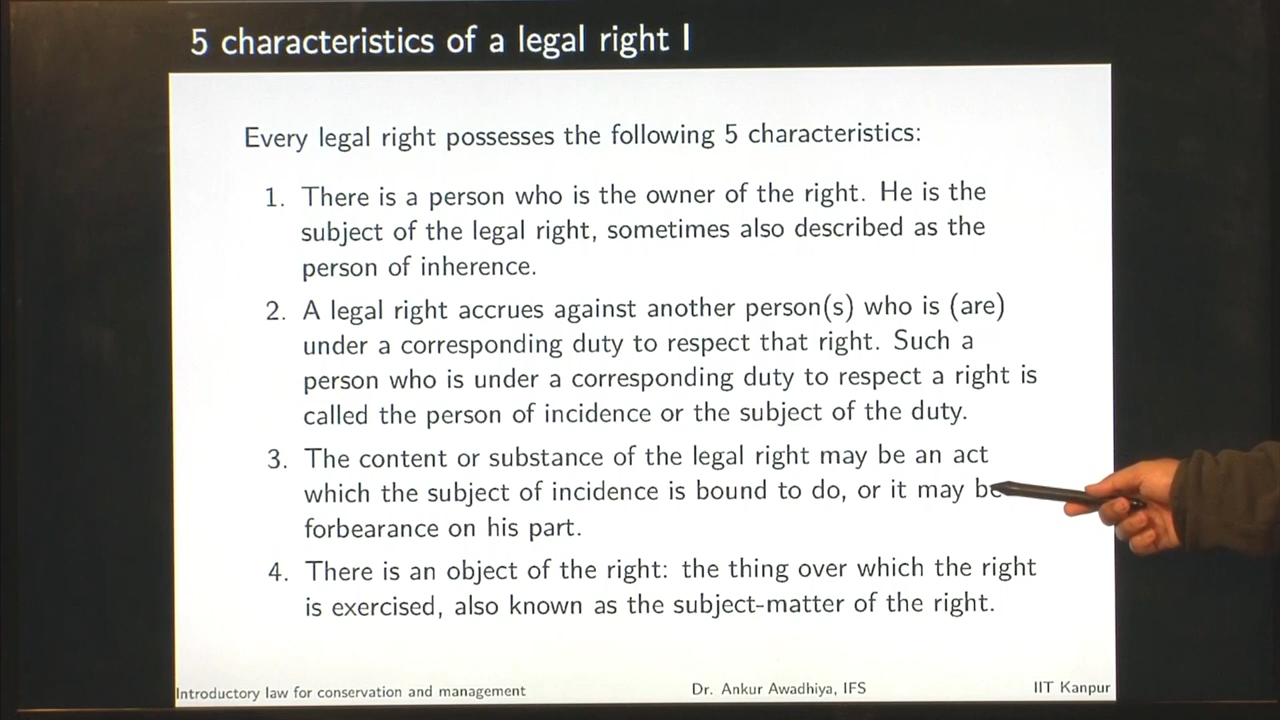 5 characteristics of a legal right I
Every legal right possesses the following 5 characteristics:
1. There is a person who is the owner of the right. He is the
subject of the legal right, sometimes also described as the
person of inherence.
2. A legal right accrues against another person(s) who is (are)
under a corresponding duty to respect that right. Such a
person who is under a corresponding duty to respect a right is
called the person of incidence or the subject of the duty.
3. The content or substance of the legal right may be an act
which the subject of incidence is bound to do, or it may be
forbearance on his part.
4. There is an object of the right: the thing over which the right
is exercised, also known as the subject-matter of the right.
Introductory law for conservation and management Dr. Ankur Awadhiya, IFS IIT Kanpur